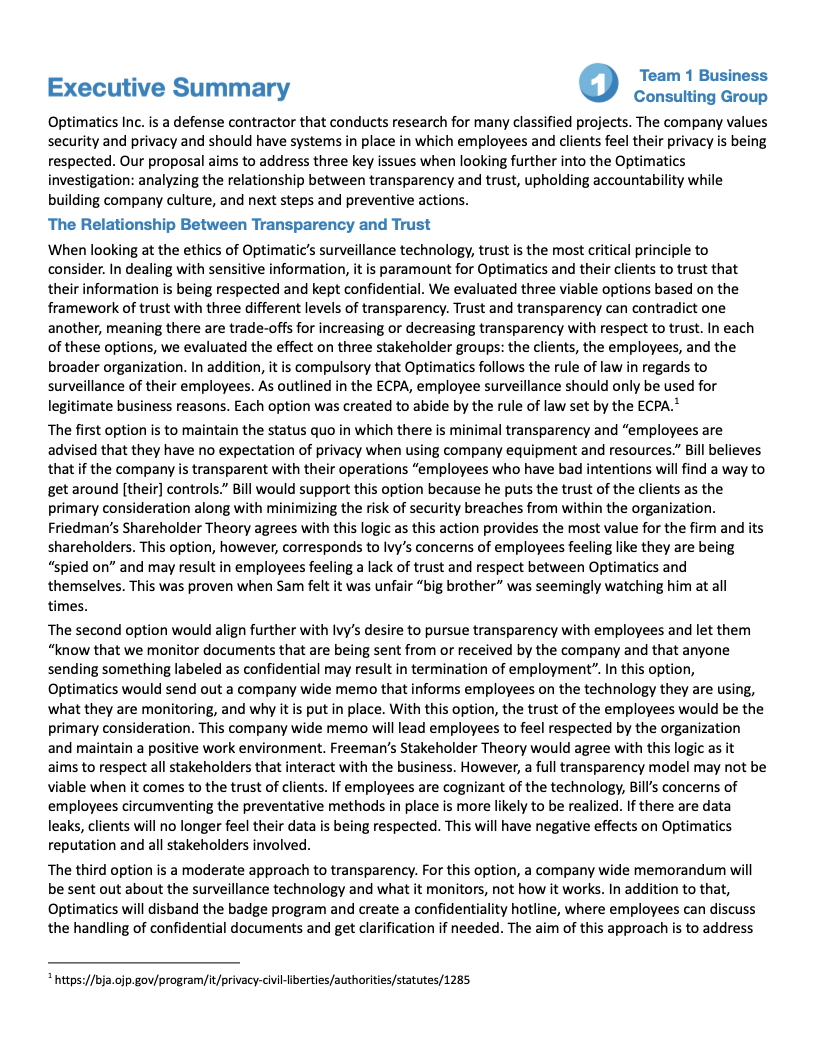 Executive Summary
1
Team 1 Business
Consulting Group
Optimatics Inc. is a defense contractor that conducts research for many classified projects. The company values
security and privacy and should have systems in place in which employees and clients feel their privacy is being
respected. Our proposal aims to address three key issues when looking further into the Optimatics
investigation: analyzing the relationship between transparency and trust, upholding accountability while
building company culture, and next steps and preventive actions.
The Relationship Between Transparency and Trust
When looking at the ethics of Optimatic’s surveillance technology, trust is the most critical principle to
consider. In dealing with sensitive information, it is paramount for Optimatics and their clients to trust that
their information is being respected and kept confidential. We evaluated three viable options based on the
framework of trust with three different levels of transparency. Trust and transparency can contradict one
another, meaning there are trade-offs for increasing or decreasing transparency with respect to trust. In each
of these options, we evaluated the effect on three stakeholder groups: the clients, the employees, and the
broader organization. In addition, it is compulsory that Optimatics follows the rule of law in regards to
surveillance of their employees. As outlined in the ECPA, employee surveillance should only be used for
legitimate business reasons. Each option was created to abide by the rule of law set by the ECPA.1
The first option is to maintain the status quo in which there is minimal transparency and “employees are
advised that they have no expectation of privacy when using company equipment and resources.” Bill believes
that if the company is transparent with their operations “employees who have bad intentions will find a way to
get around [their] controls.” Bill would support this option because he puts the trust of the clients as the
primary consideration along with minimizing the risk of security breaches from within the organization.
Friedman’s Shareholder Theory agrees with this logic as this action provides the most value for the firm and its
shareholders. This option, however, corresponds to Ivy’s concerns of employees feeling like they are being
“spied on” and may result in employees feeling a lack of trust and respect between Optimatics and
themselves. This was proven when Sam felt it was unfair “big brother” was seemingly watching him at all
times.
The second option would align further with Ivy’s desire to pursue transparency with employees and let them
“know that we monitor documents that are being sent from or received by the company and that anyone
sending something labeled as confidential may result in termination of employment”. In this option,
Optimatics would send out a company wide memo that informs employees on the technology they are using,
what they are monitoring, and why it is put in place. With this option, the trust of the employees would be the
primary consideration. This company wide memo will lead employees to feel respected by the organization
and maintain a positive work environment. Freeman’s Stakeholder Theory would agree with this logic as it
aims to respect all stakeholders that interact with the business. However, a full transparency model may not be
viable when it comes to the trust of clients. If employees are cognizant of the technology, Bill’s concerns of
employees circumventing the preventative methods in place is more likely to be realized. If there are data
leaks, clients will no longer feel their data is being respected. This will have negative effects on Optimatics
reputation and all stakeholders involved.
The third option is a moderate approach to transparency. For this option, a company wide memorandum will
be sent out about the surveillance technology and what it monitors, not how it works. In addition to that,
Optimatics will disband the badge program and create a confidentiality hotline, where employees can discuss
the handling of confidential documents and get clarification if needed. The aim of this approach is to address
1 https://bja.ojp.gov/program/it/privacy-civil-liberties/authorities/statutes/1285